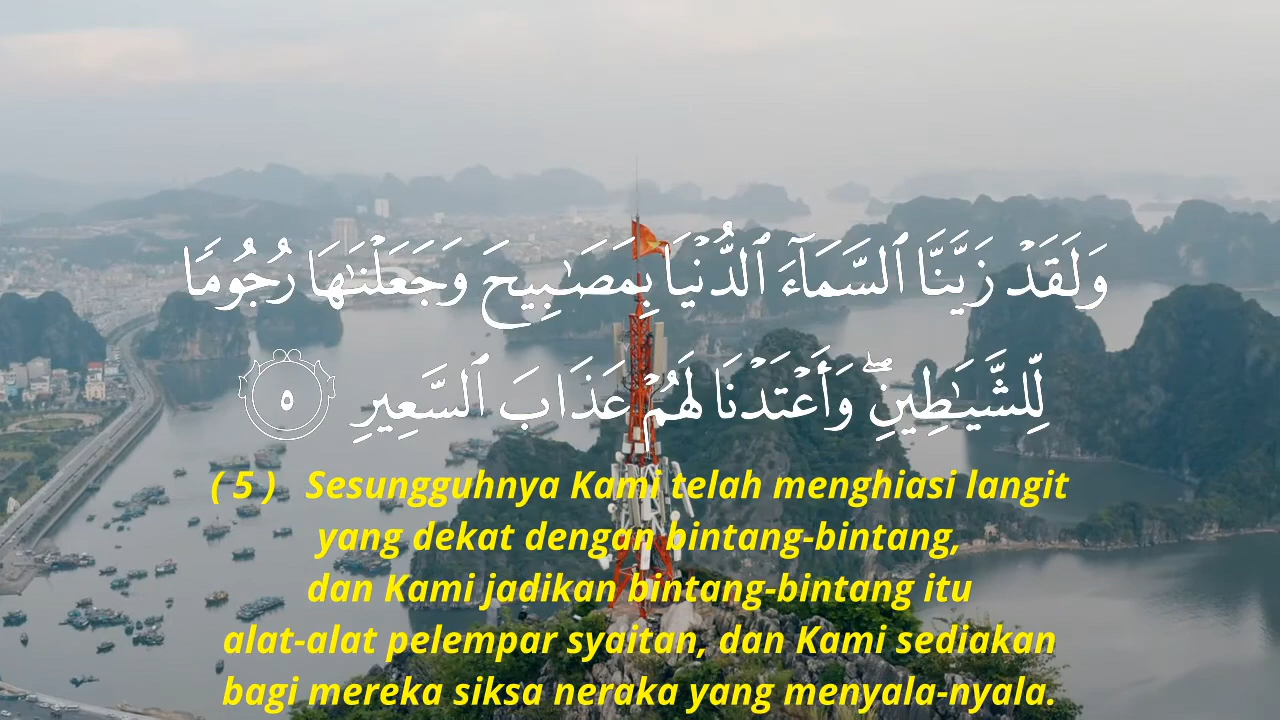 وَلَقَدْ زَيَّنَّا ٱلسَّمَآءَ ٱلدُّنْيَا بِمَصَـٰبِيحَ وَجَعَلْنَـٰهَا رُجُومًا
لِّلشَّيَـٰطِينِ ۖ وَأَعْتَدْنَا لَهُمْ عَذَابَ ٱلسَّعِيرِ ٥
( 5 ) Sesungguhnya Kami telah menghiasi langit
yang dekat dengan bintang-bintang,
dan Kami jadikan bintang-bintang itu
alat-alat pelempar syaitan, dan Kami sediakan
bagi mereka siksa neraka yang menyala-nyala.